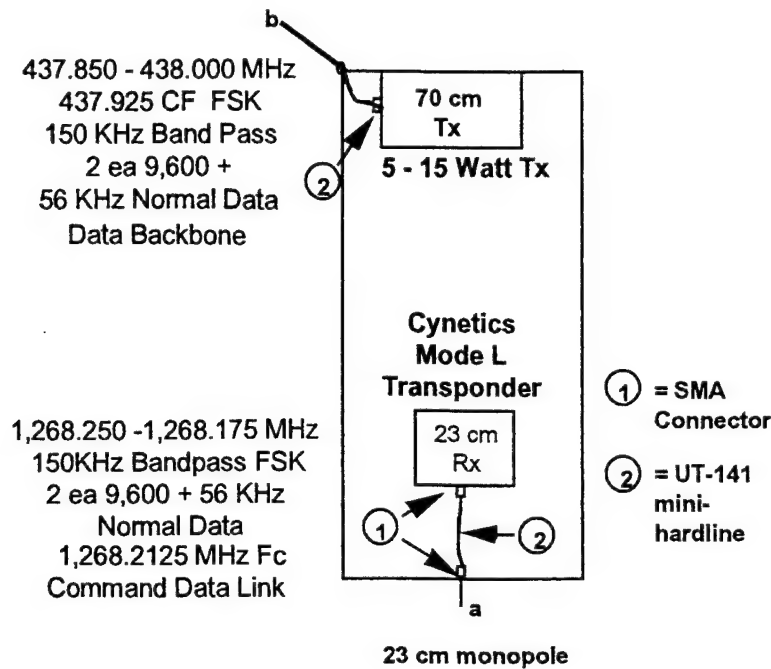 b
437.850 - 438.000 MHz
437.925 CF FSK
150 KHz Band Pass
2 ea 9,600 +
56 KHz Normal Data
Data Backbone
70 cm
Tx
2
5 - 15 Watt Tx
Cynetics
Mode L
Transponder
1,268.250 -1,268.175 MHz
150KHz Bandpass FSK
2 ea 9,600 + 56 KHz
Normal Data
1,268.2125 MHz Fc
Command Data Link
23 cm
Rx
1
2
a
23 cm monopole
1 = SMA
Connector
2 = UT-141
mini-
hardline